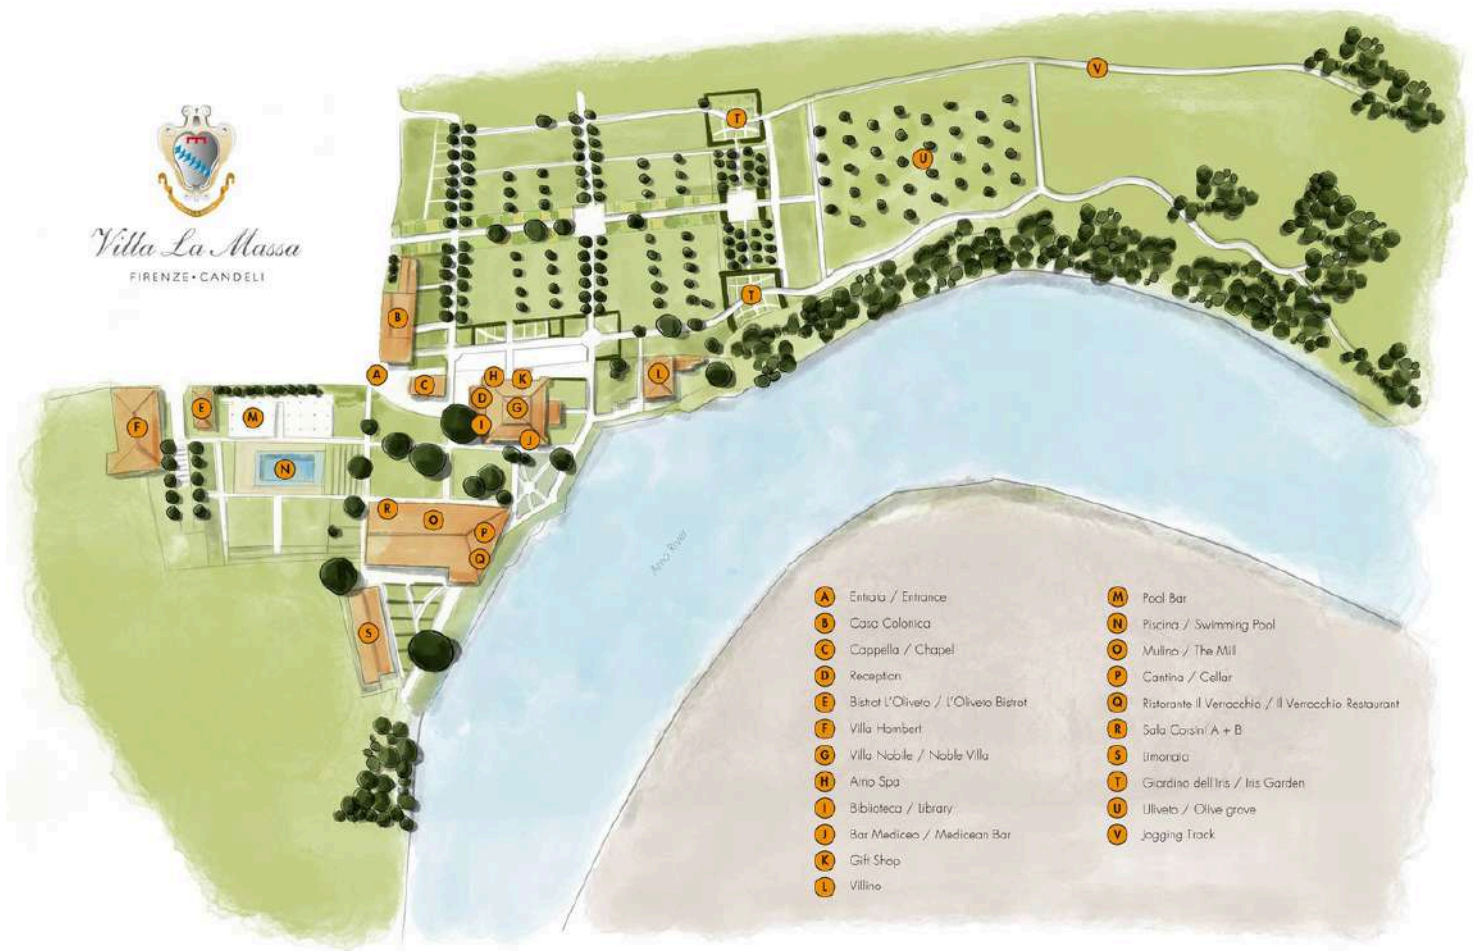 Villa La Massa
FIRENZE • CANDELI
V
T
U
T
B
A
C
H
K
D
G
I
J
L
F
E
M
N
R
O
P
Q
S
Arno River
A Entrata / Entrance
B Casa Colonica
C Cappella / Chapel
D Reception
E Bistrot L'Oliveto / L'Oliveto Bistrot
F Villa Hombert
G Villa Nobile / Noble Villa
H Arno Spa
I Biblioteca / Library
J Bar Mediceo / Medicean Bar
K Gift Shop
L Villino
M Pool Bar
N Piscina / Swimming Pool
O Mulino / The Mill
P Cantina / Cellar
Q Ristorante Il Verrocchio / Il Verrocchio Restaurant
R Sala Corsini A + B
S Limonaia
T Giardino dell'Iris / Iris Garden
U Uliveto / Olive grove
V Jogging Track